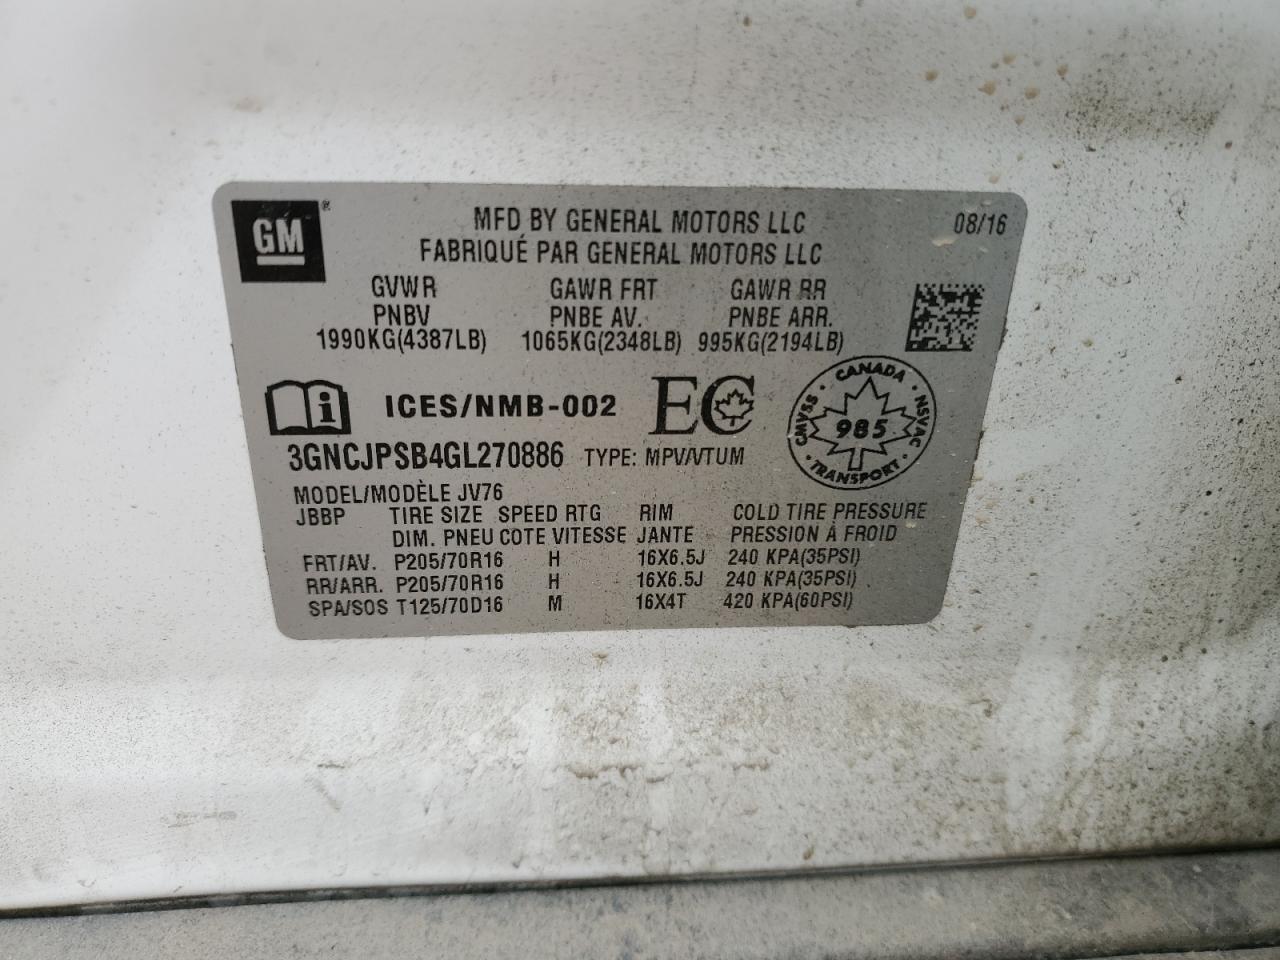 GM®
MFD BY GENERAL MOTORS LLC 08/16
FABRIQUÉ PAR GENERAL MOTORS LLC
GVWR GAWR FRT GAWR RR
PNBV PNBE AV. PNBE ARR.
1990KG(4387LB) 1065KG(2348LB) 995KG(2194LB)
i ICES/NMB-002 EC
CANADA
CMVSS 985 NSVAC
TRANSPORT
3GNCJPSB4GL270886 TYPE: MPV/VTUM
MODEL/MODÈLE JV76
JBBP TIRE SIZE SPEED RTG RIM COLD TIRE PRESSURE
DIM. PNEU COTE VITESSE JANTE PRESSION À FROID
FRT/AV. P205/70R16 H 16X6.5J 240 KPA(35PSI)
RR/ARR. P205/70R16 H 16X6.5J 240 KPA(35PSI)
SPA/SOS T125/70D16 M 16X4T 420 KPA(60PSI)